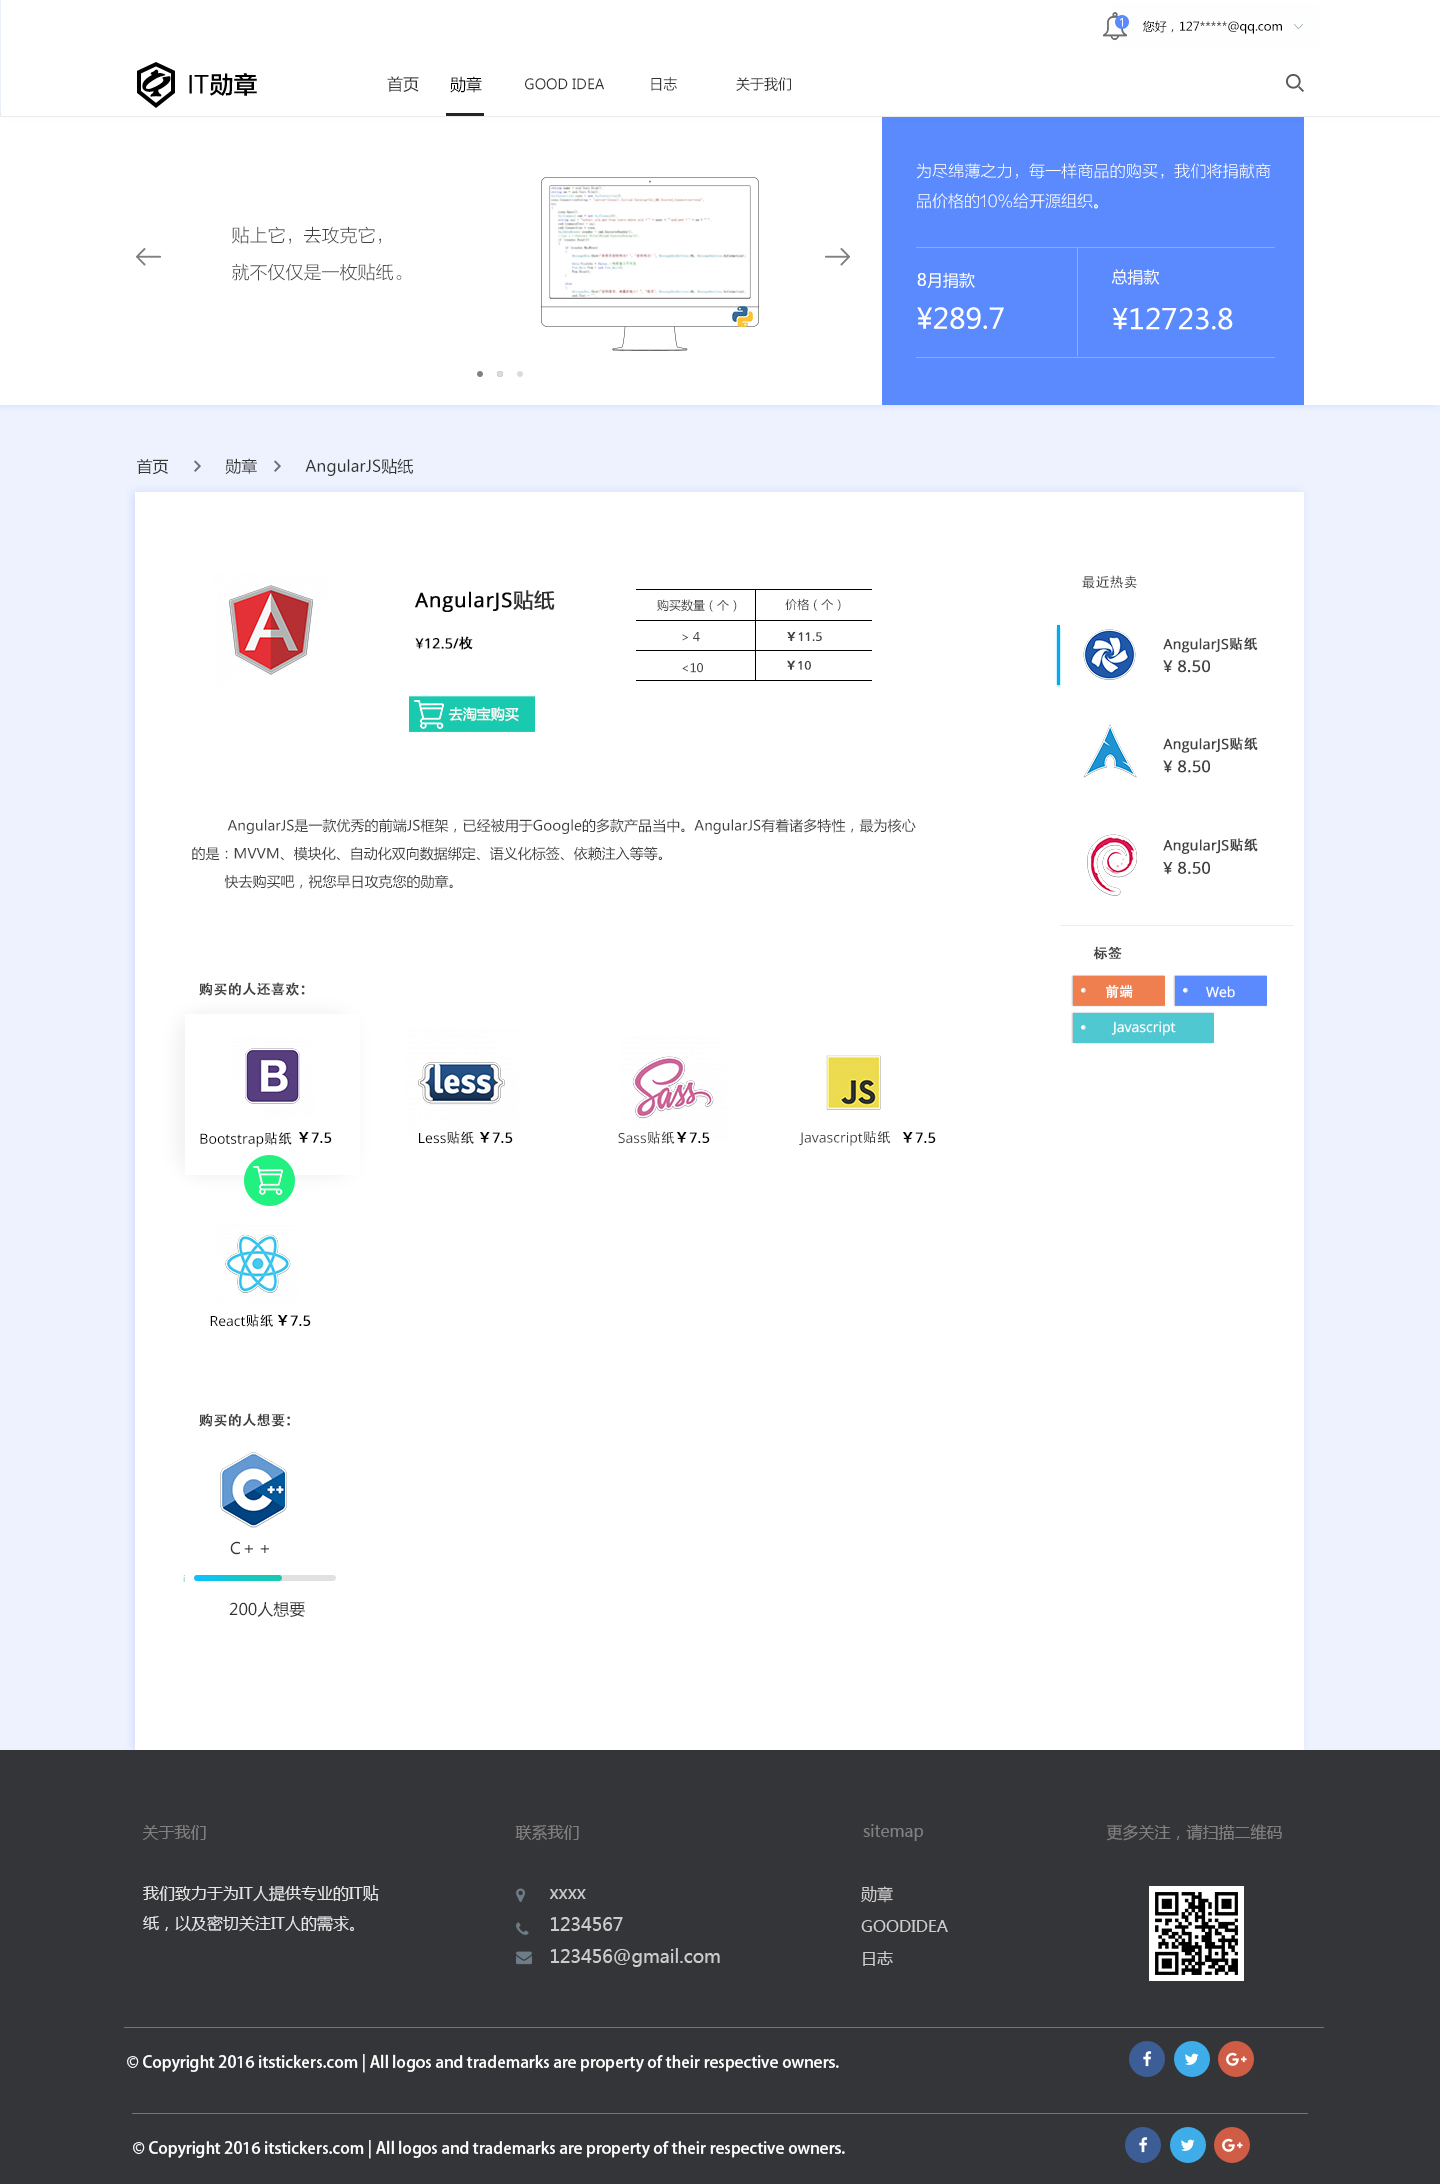 1
您好，127*****@qq.com
IT勋章
首页 勋章 GOOD IDEA 日志 关于我们
贴上它，去攻克它，
就不仅仅是一枚贴纸。
为尽绵薄之力，每一样商品的购买，我们将捐献商
品价格的10%给开源组织。
8月捐款
¥289.7
总捐款
¥12723.8
首页 > 勋章 > AngularJS贴纸
AngularJS贴纸
¥12.5/枚
去淘宝购买
购买数量（个） 价格（个）
> 4 ¥11.5
<10 ¥10
最近热卖
AngularJS贴纸
¥ 8.50
AngularJS贴纸
¥ 8.50
AngularJS贴纸
¥ 8.50
标签
前端 Web
Javascript
AngularJS是一款优秀的前端JS框架，已经被用于Google的多款产品当中。AngularJS有着诸多特性，最为核心
的是：MVVM、模块化、自动化双向数据绑定、语义化标签、依赖注入等等。
快去购买吧，祝您早日攻克您的勋章。
购买的人还喜欢：
B {less} Sass JS
Bootstrap贴纸 ¥7.5 Less贴纸 ¥7.5 Sass贴纸¥7.5 Javascript贴纸 ¥7.5
React贴纸 ¥7.5
购买的人想要：
C++
C++
i
200人想要
关于我们
我们致力于为IT人提供专业的IT贴
纸，以及密切关注IT人的需求。
联系我们
xxxx
1234567
123456@gmail.com
sitemap
勋章
GOODIDEA
日志
更多关注，请扫描二维码
© Copyright 2016 itstickers.com | All logos and trademarks are property of their respective owners.
f G+
© Copyright 2016 itstickers.com | All logos and trademarks are property of their respective owners.
f G+